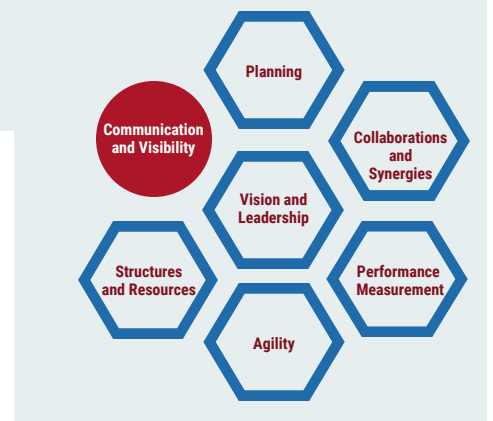 Planning
Communication
and Visibility
Collaborations
and
Synergies
Vision and
Leadership
Structures
and Resources
Performance
Measurement
Agility